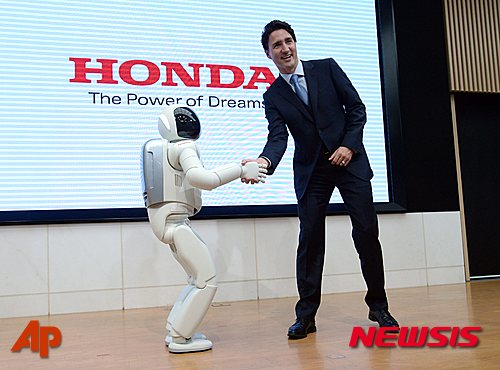 HONDA
The Power of Dreams
AP
NEWSIS